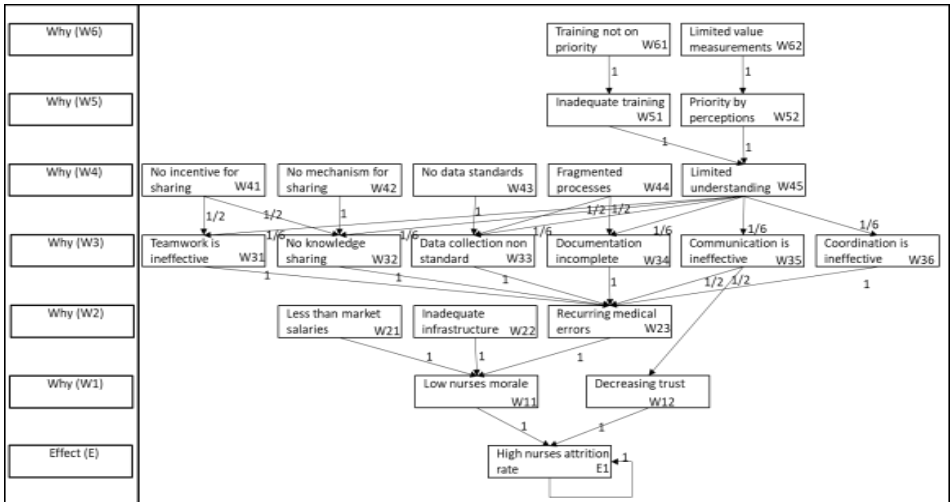 Why (W6)
Training not on
priority W61
Limited value
measurements W62
1
1
Why (W5)
Inadequate training
W51
Priority by
perceptions W52
1
1
Why (W4)
No incentive for
sharing W41
No mechanism for
sharing W42
No data standards
W43
Fragmented
processes W44
Limited
understanding W45
1/2
1/2
1
1
1/2
1/2
1/6
1/6
1/6
1/6
1/6
1/6
Why (W3)
Teamwork is
ineffective W31
No knowledge
sharing W32
Data collection non
standard W33
Documentation
incomplete W34
Communication is
ineffective W35
Coordination is
ineffective W36
1
1
1
1
1/2
1/2
1
Why (W2)
Less than market
salaries W21
Inadequate
infrastructure W22
Recurring medical
errors W23
1
1
1
Why (W1)
Low nurses morale
W11
Decreasing trust
W12
1
1
Effect (E)
High nurses attrition
rate E1
1